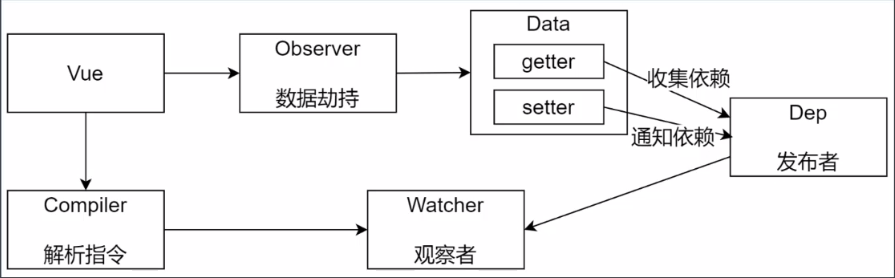 Vue
Observer
数据劫持
Data
getter
setter
收集依赖
通知依赖
Dep
发布者
Compiler
解析指令
Watcher
观察者